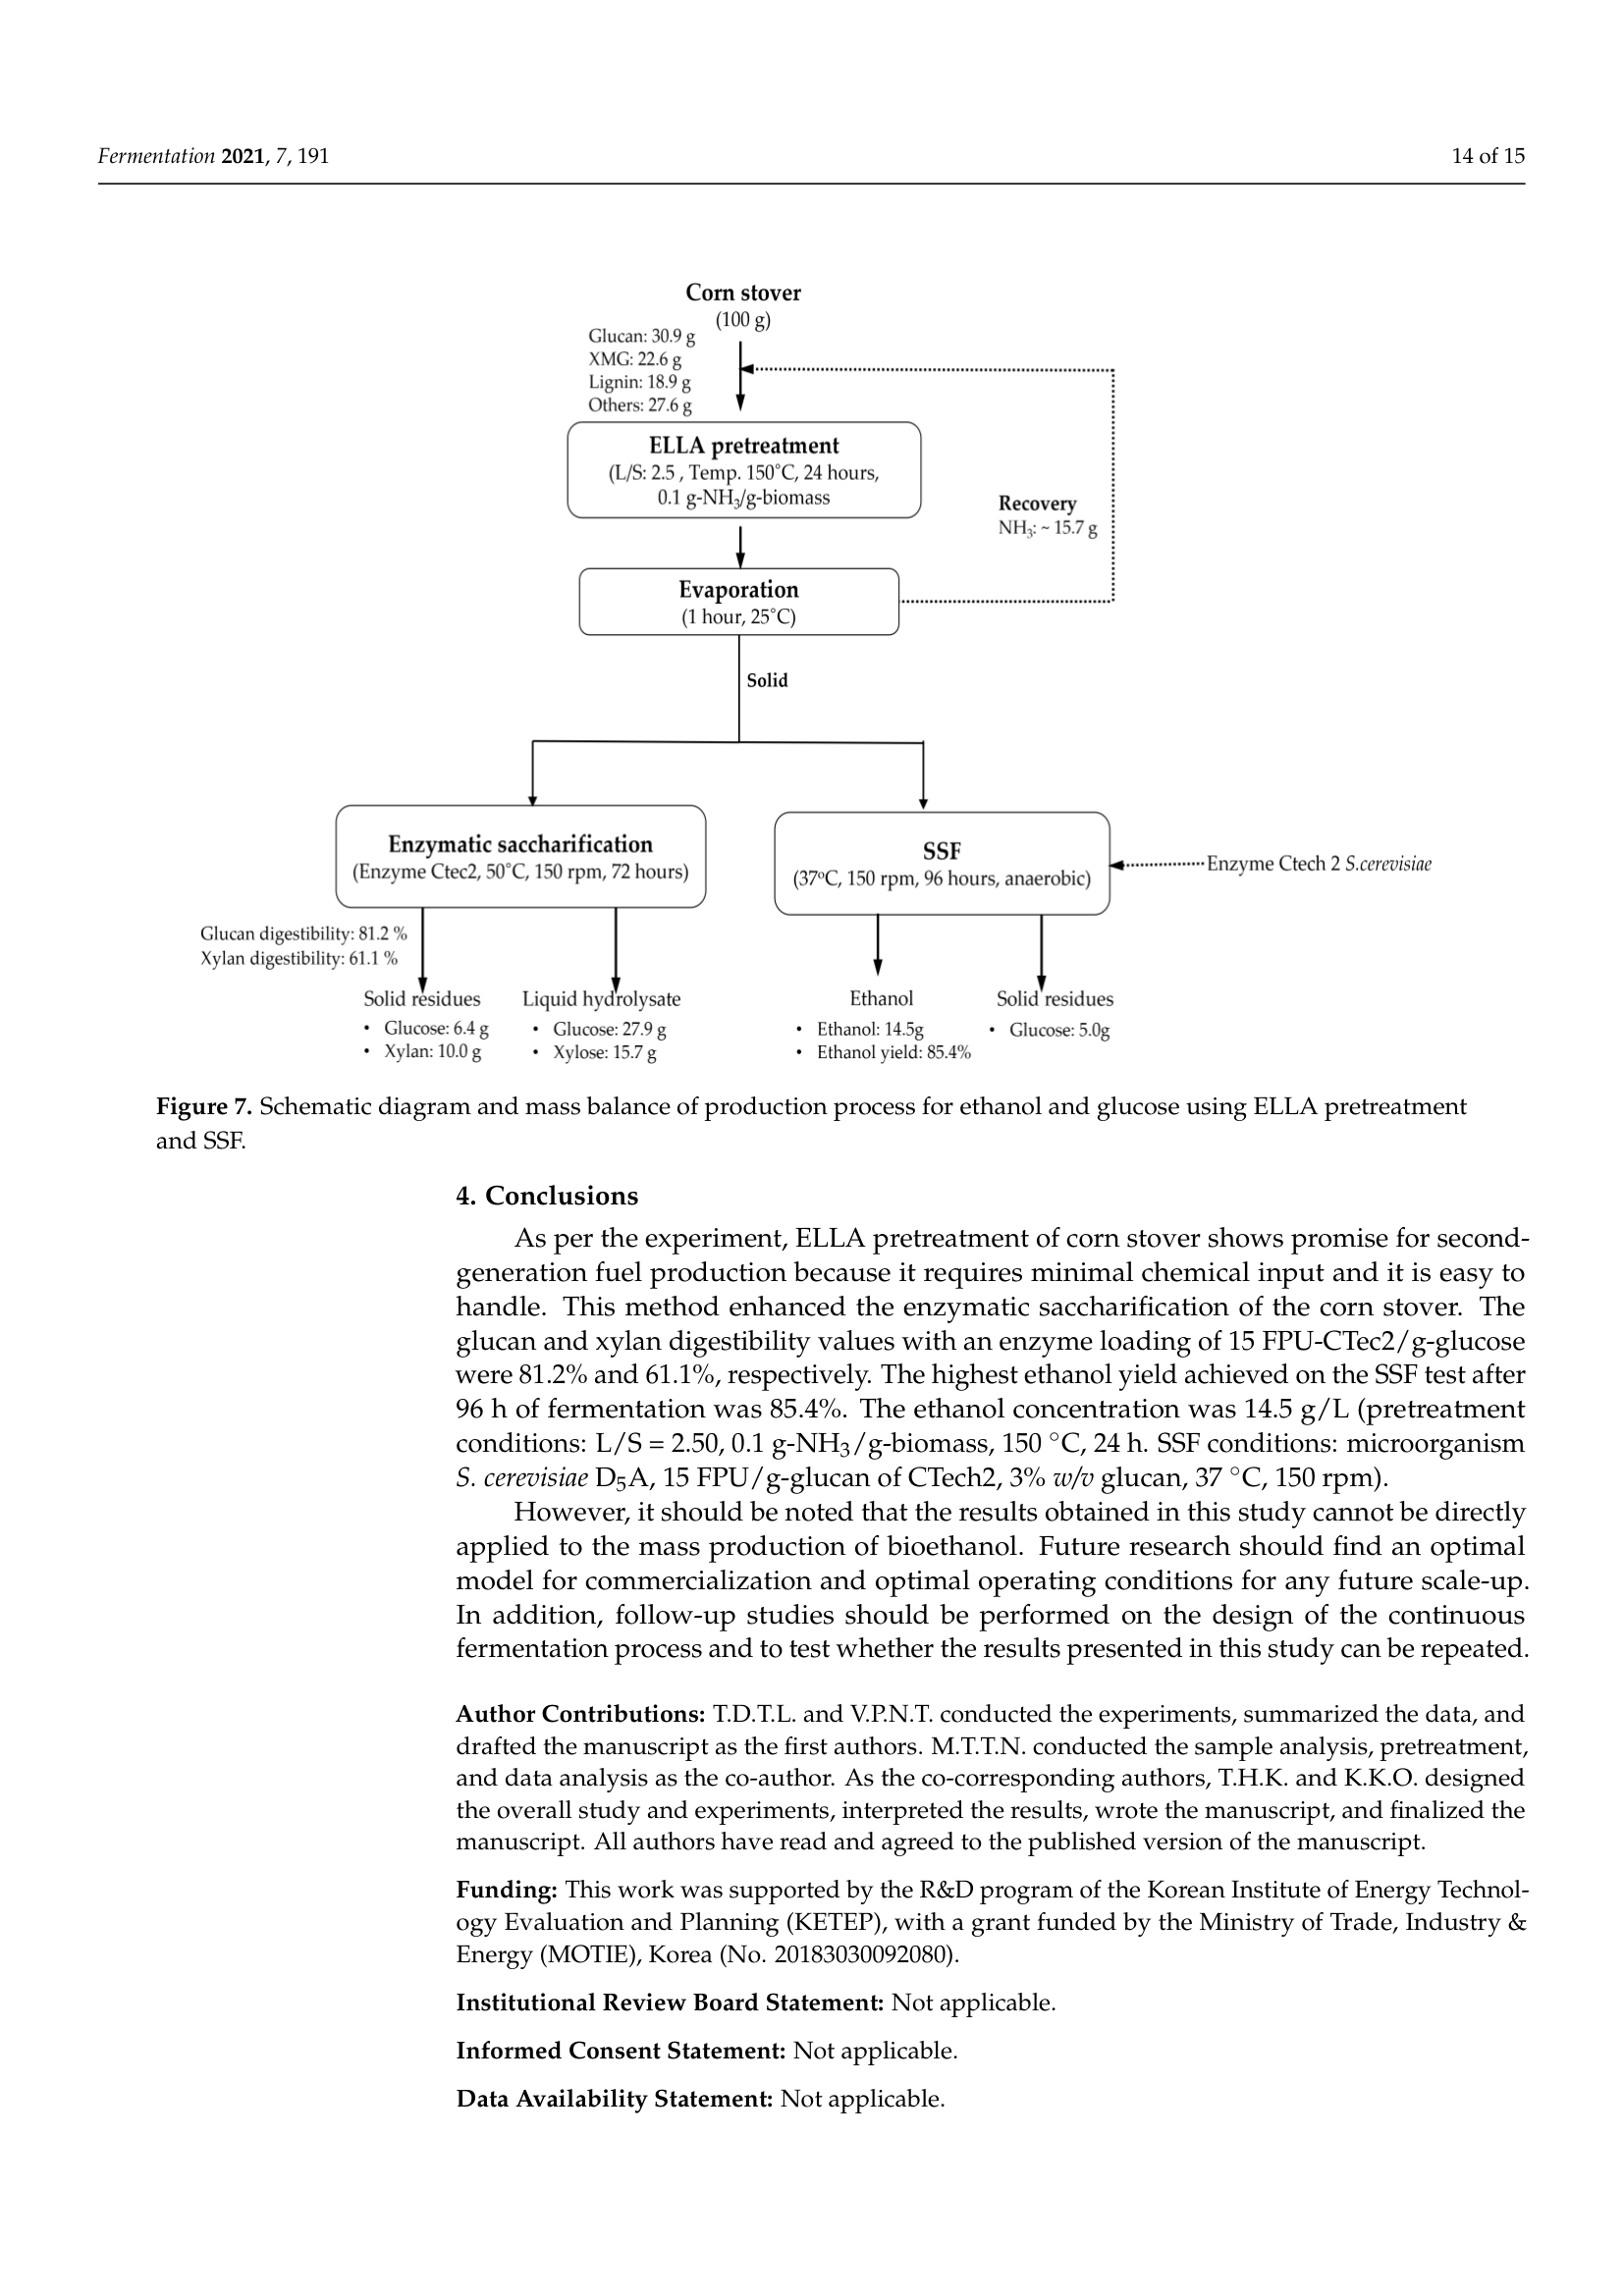 Fermentation 2021, 7, 191
14 of 15
Corn stover
(100 g)
Glucan: 30.9 g
XMG: 22.6 g
Lignin: 18.9 g
Others: 27.6 g
ELLA pretreatment
(L/S: 2.5 , Temp. 150˚C, 24 hours,
0.1 g-NH₃/g-biomass
Recovery
NH₃: ~ 15.7 g
Evaporation
(1 hour, 25˚C)
Solid
Enzymatic saccharification
(Enzyme Ctec2, 50˚C, 150 rpm, 72 hours)
SSF
(37ºC, 150 rpm, 96 hours, anaerobic)
Enzyme Ctech 2 S.cerevisiae
Glucan digestibility: 81.2 %
Xylan digestibility: 61.1 %
Solid residues
• Glucose: 6.4 g
• Xylan: 10.0 g
Liquid hydrolysate
• Glucose: 27.9 g
• Xylose: 15.7 g
Ethanol
• Ethanol: 14.5g
• Ethanol yield: 85.4%
Solid residues
• Glucose: 5.0g
Figure 7. Schematic diagram and mass balance of production process for ethanol and glucose using ELLA pretreatment
and SSF.
4. Conclusions
As per the experiment, ELLA pretreatment of corn stover shows promise for second-
generation fuel production because it requires minimal chemical input and it is easy to
handle. This method enhanced the enzymatic saccharification of the corn stover. The
glucan and xylan digestibility values with an enzyme loading of 15 FPU-CTec2/g-glucose
were 81.2% and 61.1%, respectively. The highest ethanol yield achieved on the SSF test after
96 h of fermentation was 85.4%. The ethanol concentration was 14.5 g/L (pretreatment
conditions: L/S = 2.50, 0.1 g-NH₃/g-biomass, 150 °C, 24 h. SSF conditions: microorganism
S. cerevisiae D₅A, 15 FPU/g-glucan of CTech2, 3% w/v glucan, 37 °C, 150 rpm).
However, it should be noted that the results obtained in this study cannot be directly
applied to the mass production of bioethanol. Future research should find an optimal
model for commercialization and optimal operating conditions for any future scale-up.
In addition, follow-up studies should be performed on the design of the continuous
fermentation process and to test whether the results presented in this study can be repeated.
Author Contributions: T.D.T.L. and V.P.N.T. conducted the experiments, summarized the data, and
drafted the manuscript as the first authors. M.T.T.N. conducted the sample analysis, pretreatment,
and data analysis as the co-author. As the co-corresponding authors, T.H.K. and K.K.O. designed
the overall study and experiments, interpreted the results, wrote the manuscript, and finalized the
manuscript. All authors have read and agreed to the published version of the manuscript.
Funding: This work was supported by the R&D program of the Korean Institute of Energy Technol-
ogy Evaluation and Planning (KETEP), with a grant funded by the Ministry of Trade, Industry &
Energy (MOTIE), Korea (No. 20183030092080).
Institutional Review Board Statement: Not applicable.
Informed Consent Statement: Not applicable.
Data Availability Statement: Not applicable.